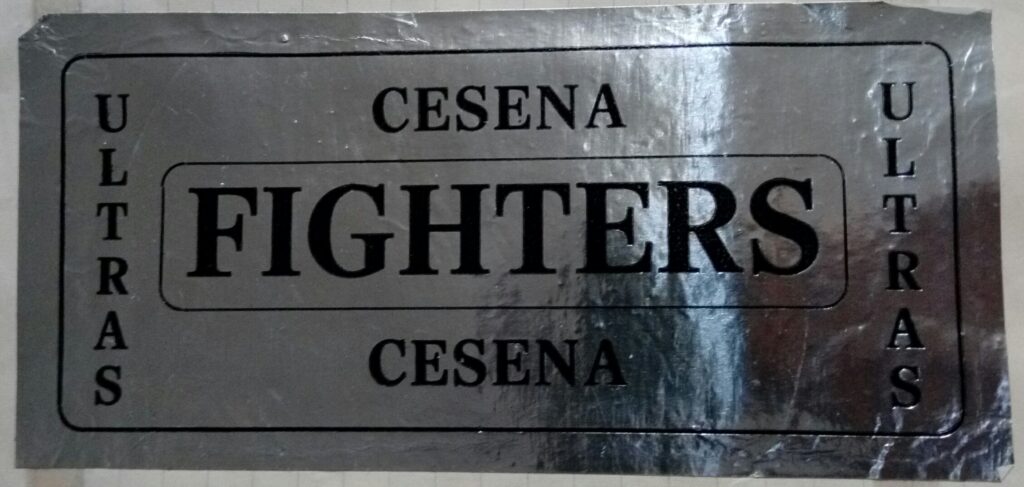 ULTRAS
CESENA
FIGHTERS
CESENA
ULTRAS